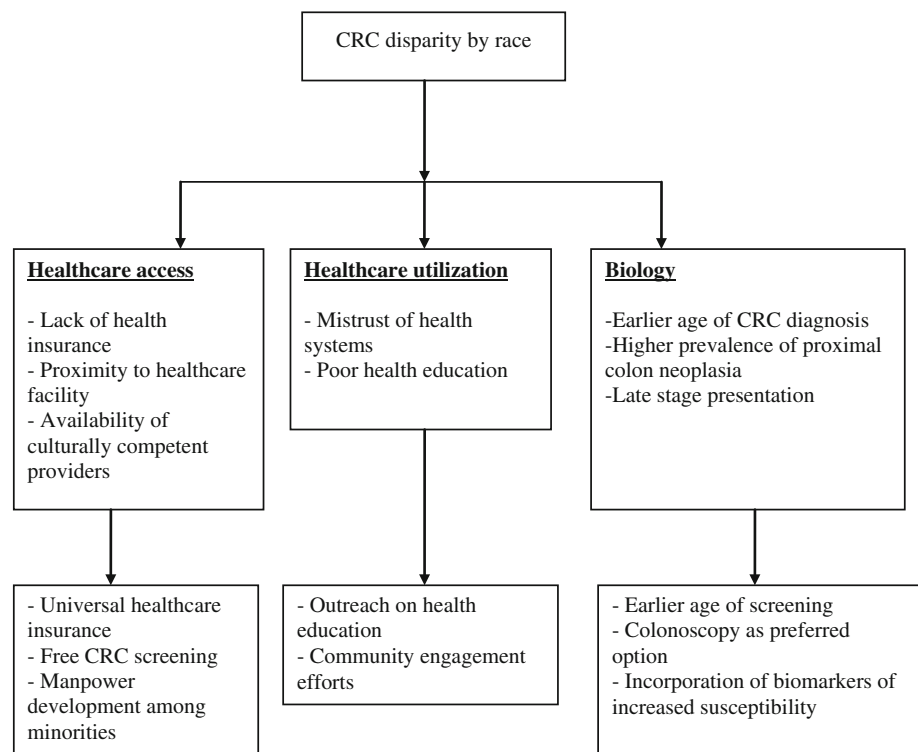 CRC disparity by race
Healthcare access
- Lack of health
insurance
- Proximity to healthcare
facility
- Availability of
culturally competent
providers
Healthcare utilization
- Mistrust of health
systems
- Poor health education
Biology
-Earlier age of CRC diagnosis
-Higher prevalence of proximal
colon neoplasia
-Late stage presentation
- Universal healthcare
insurance
- Free CRC screening
- Manpower
development among
minorities
- Outreach on health
education
- Community engagement
efforts
- Earlier age of screening
- Colonoscopy as preferred
option
- Incorporation of biomarkers of
increased susceptibility